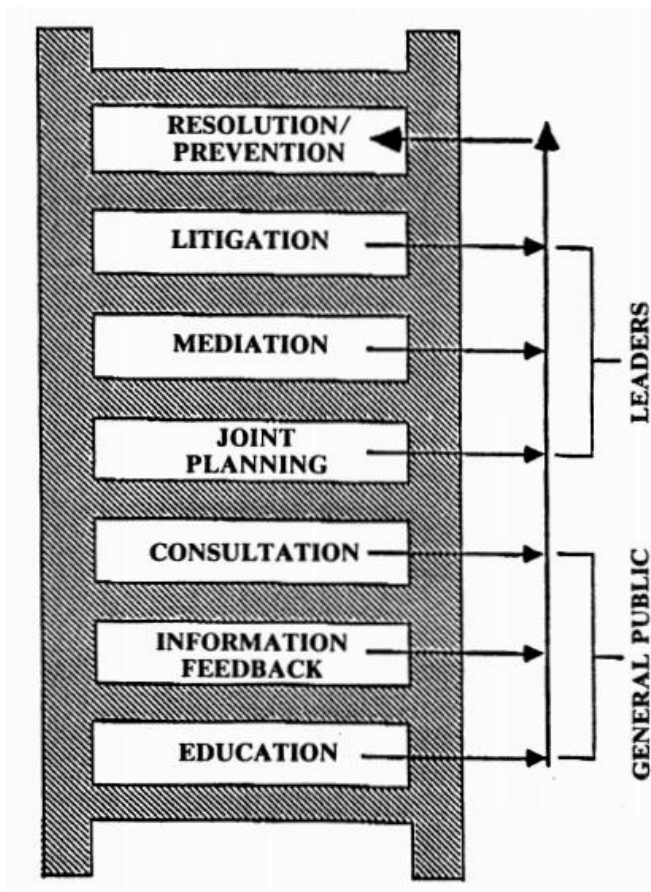 RESOLUTION/
PREVENTION
LITIGATION
MEDIATION
JOINT
PLANNING
CONSULTATION
INFORMATION
FEEDBACK
EDUCATION
LEADERS
GENERAL PUBLIC